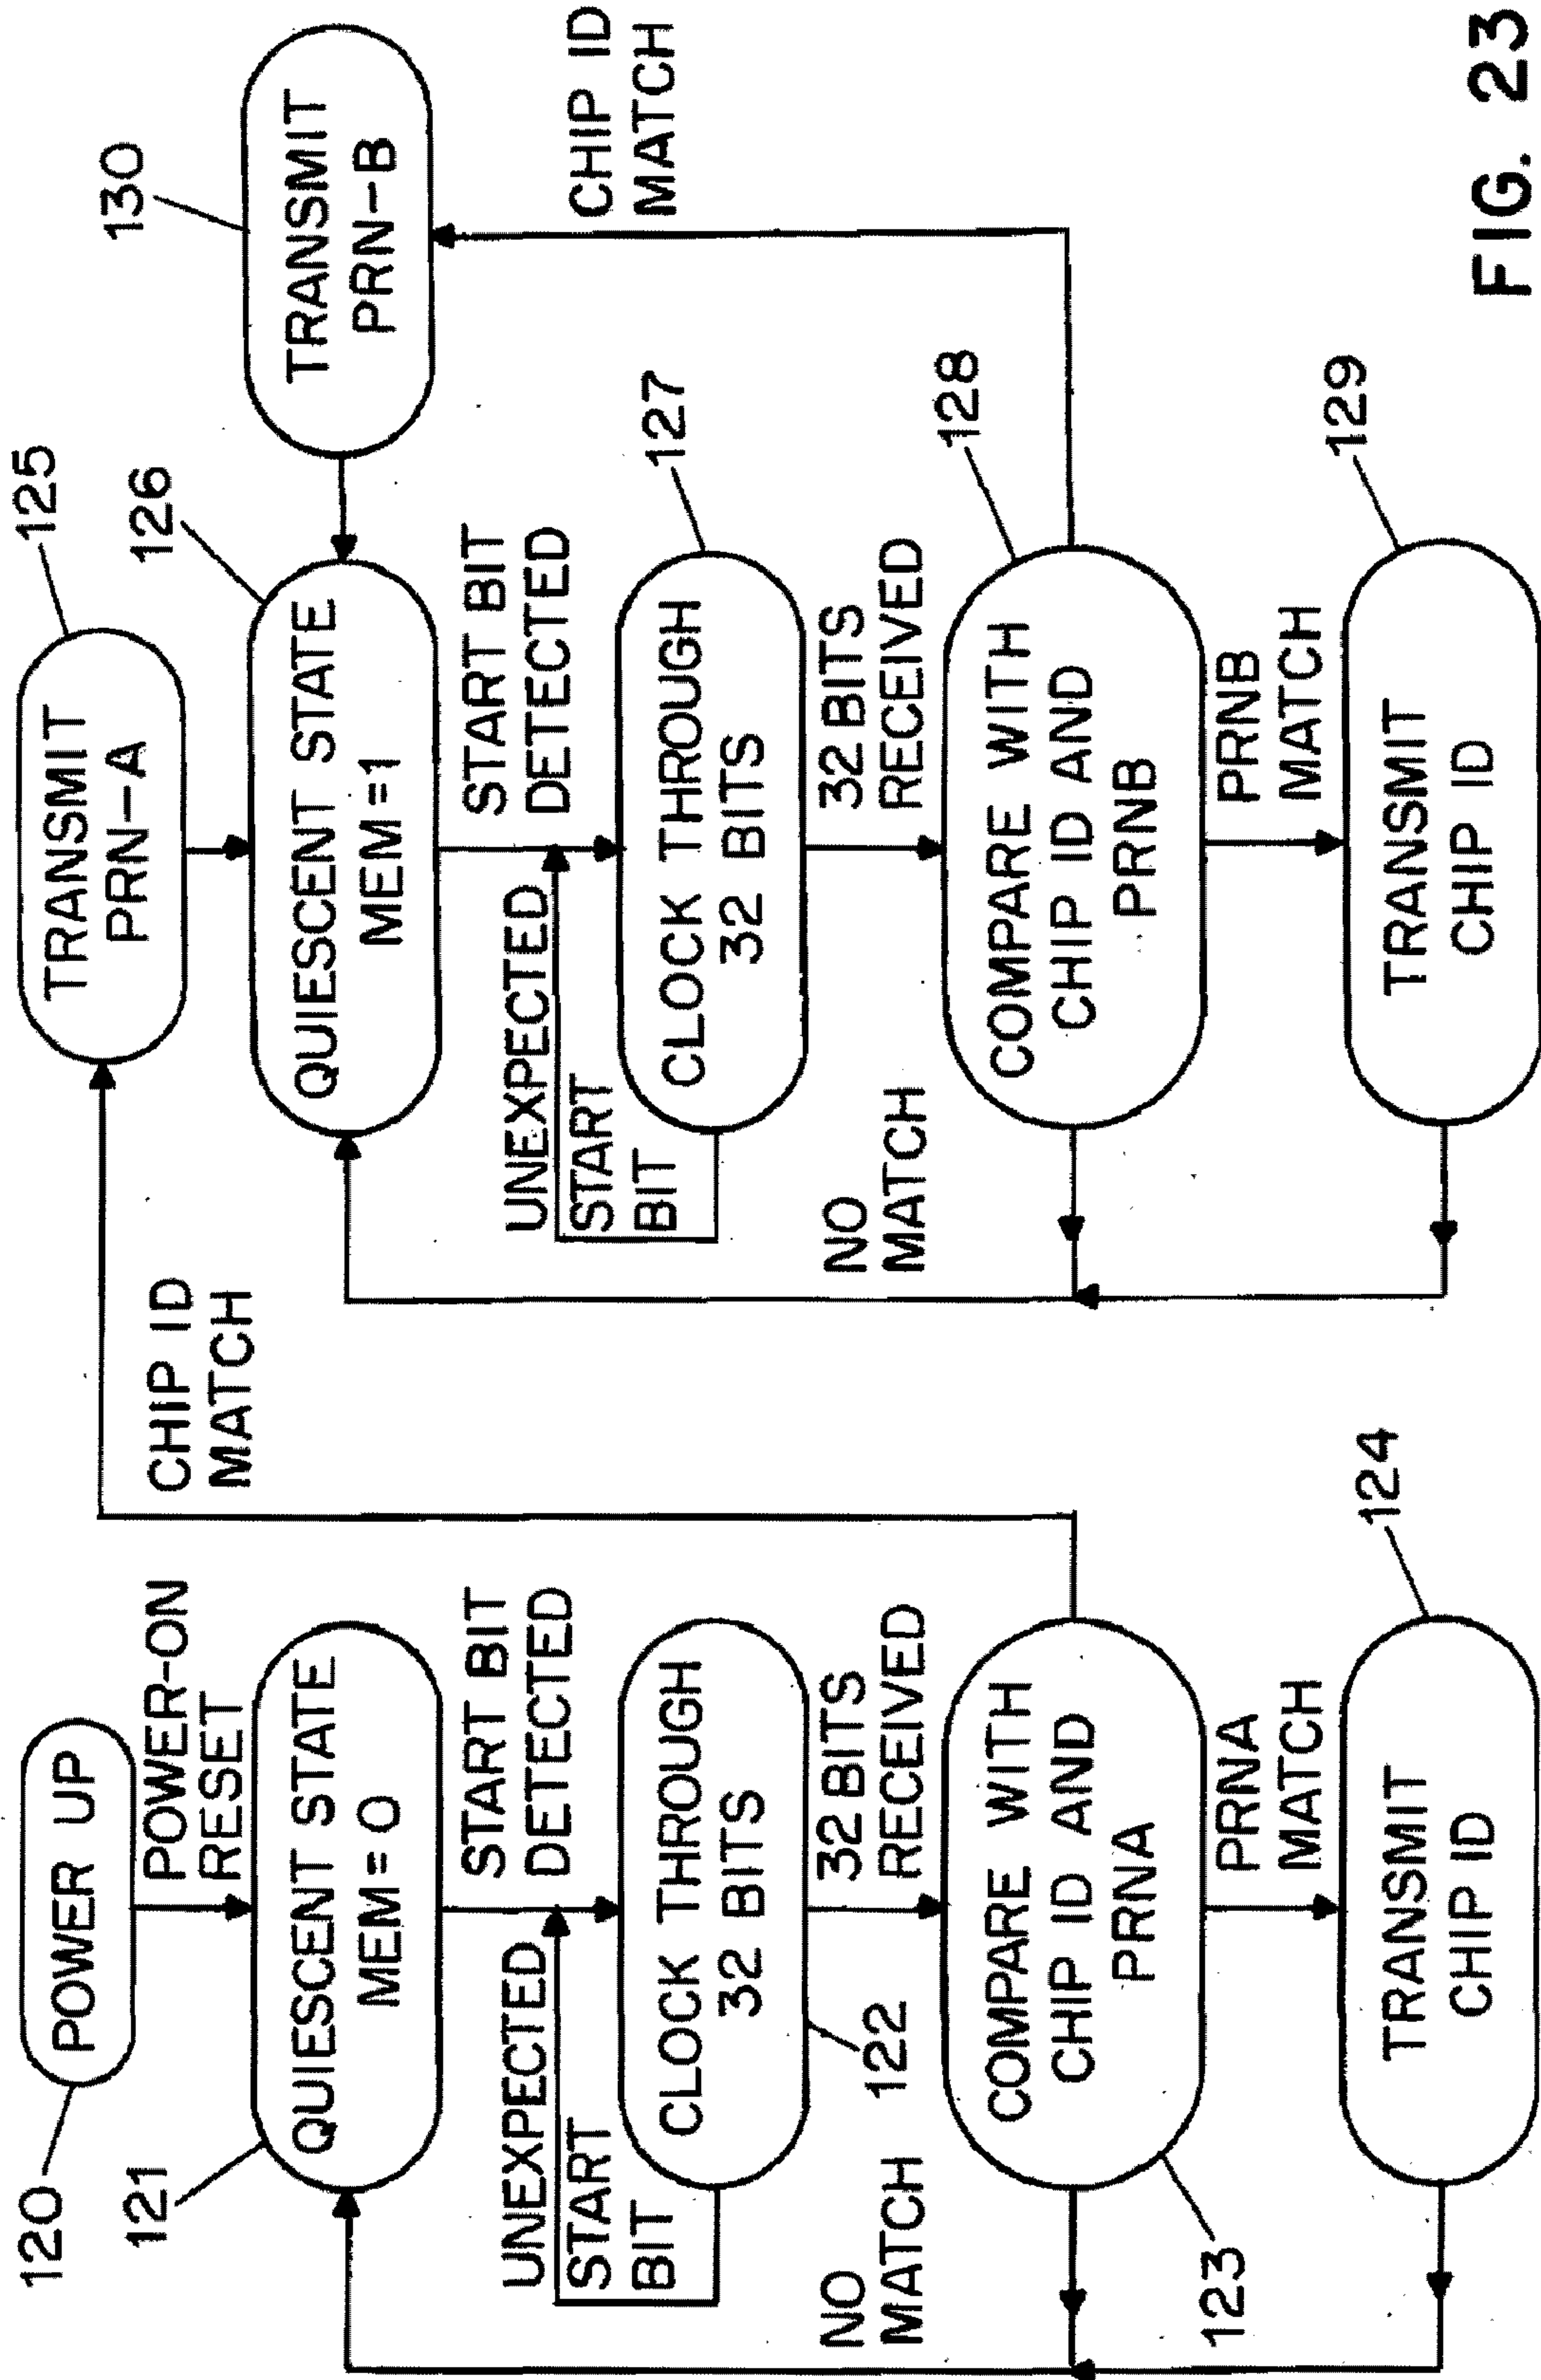 120
POWER UP
POWER-ON
RESET
121
QUIESCENT STATE
MEM = 0
START BIT
DETECTED
UNEXPECTED
START
BIT
CLOCK THROUGH
32 BITS
122
32 BITS
RECEIVED
NO
MATCH
COMPARE WITH
CHIP ID AND
PRNA
123
PRNA
MATCH
TRANSMIT
CHIP ID
124
CHIP ID
MATCH
125
TRANSMIT
PRN-A
126
QUIESCENT STATE
MEM = 1
START BIT
DETECTED
UNEXPECTED
START
BIT
CLOCK THROUGH
32 BITS
127
32 BITS
RECEIVED
NO
MATCH
COMPARE WITH
CHIP ID AND
PRNB
128
PRNB
MATCH
TRANSMIT
CHIP ID
129
130
TRANSMIT
PRN-B
CHIP ID
MATCH
FIG. 23